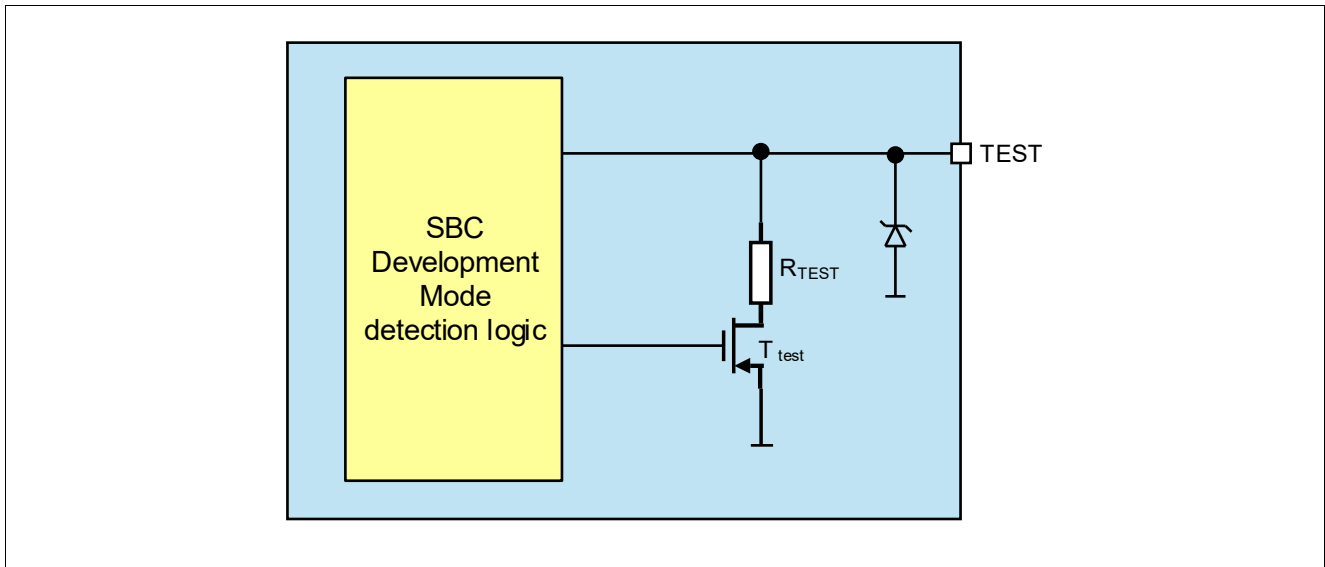 SBC
Development
Mode
detection logic
TEST
RTEST
T test